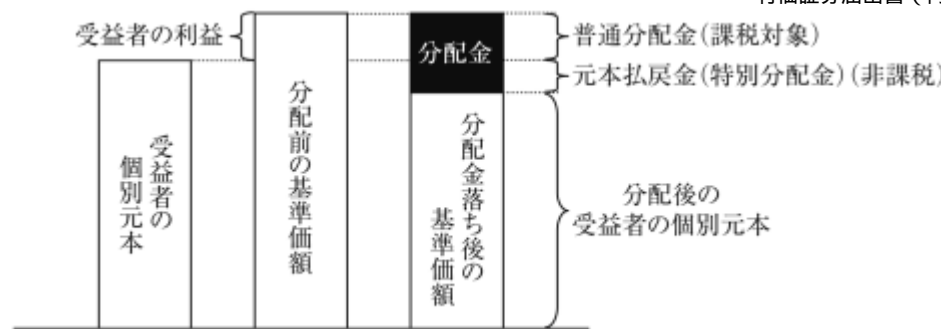 受益者の利益
分配金
普通分配金(課税対象)
元本払戻金(特別分配金)(非課税)
受益者の
個別元本
分配前の基準価額
分配金落ち後の
基準価額
分配後の
受益者の個別元本